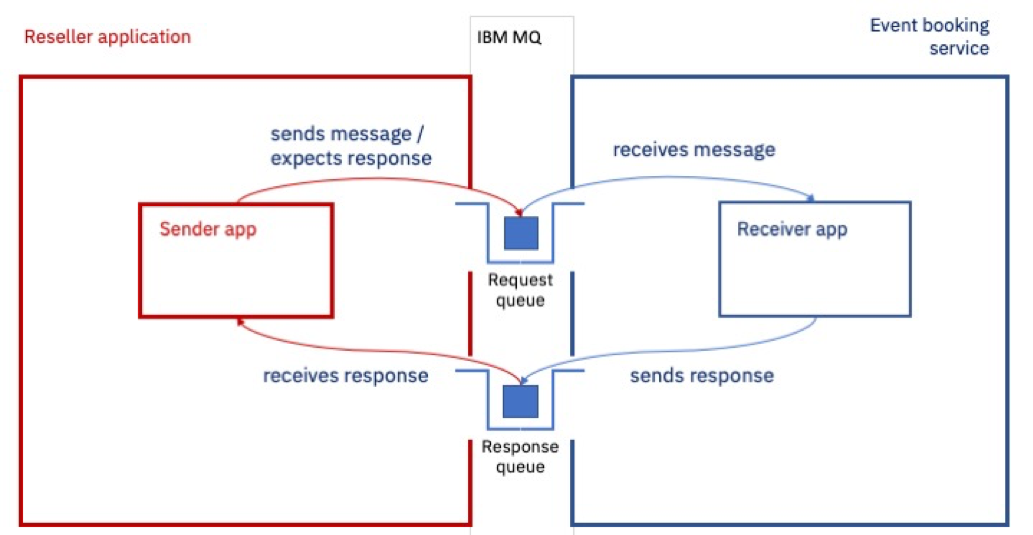 Reseller application
IBM MQ
Event booking
service
sends message /
expects response
receives message
Sender app
Receiver app
Request
queue
receives response
sends response
Response
queue